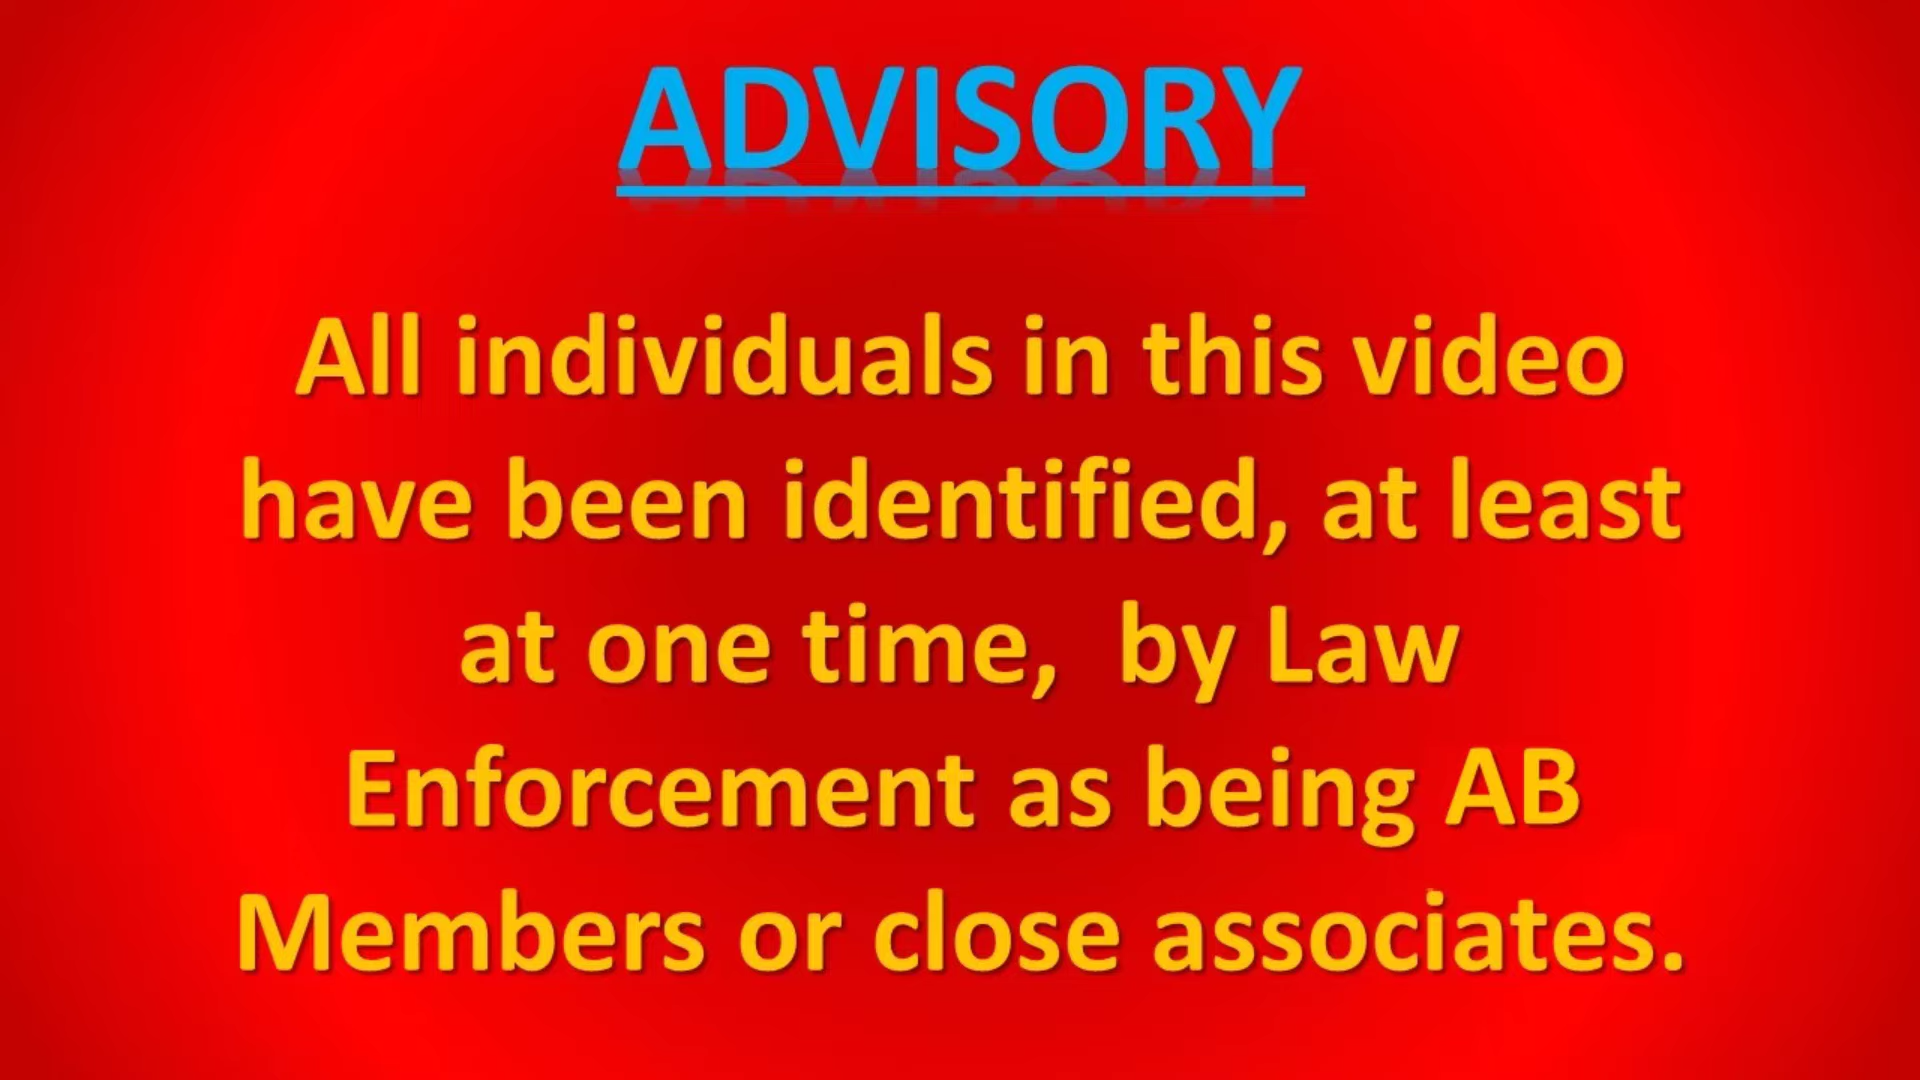 ADVISORY
All individuals in this video
have been identified, at least
at one time,  by Law
Enforcement as being AB
Members or close associates.